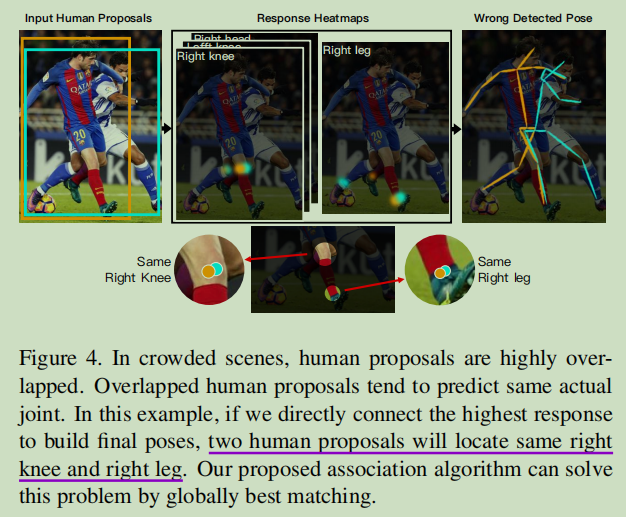 Input Human Proposals
Response Heatmaps
Wrong Detected Pose
Right head
Lefft knee
Right knee
Right leg
20
Same
Right Knee
Same
Right leg
Figure 4. In crowded scenes, human proposals are highly over-
lapped. Overlapped human proposals tend to predict same actual
joint. In this example, if we directly connect the highest response
to build final poses, two human proposals will locate same right
knee and right leg. Our proposed association algorithm can solve
this problem by globally best matching.